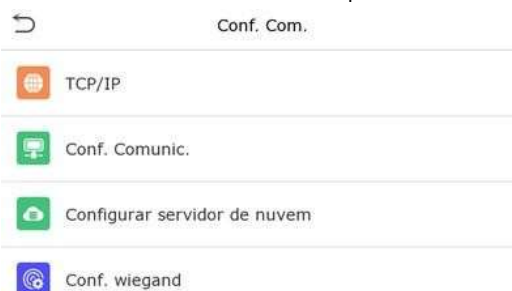 Conf. Com.
TCP/IP
Conf. Comunic.
Configurar servidor de nuvem
Conf. wiegand